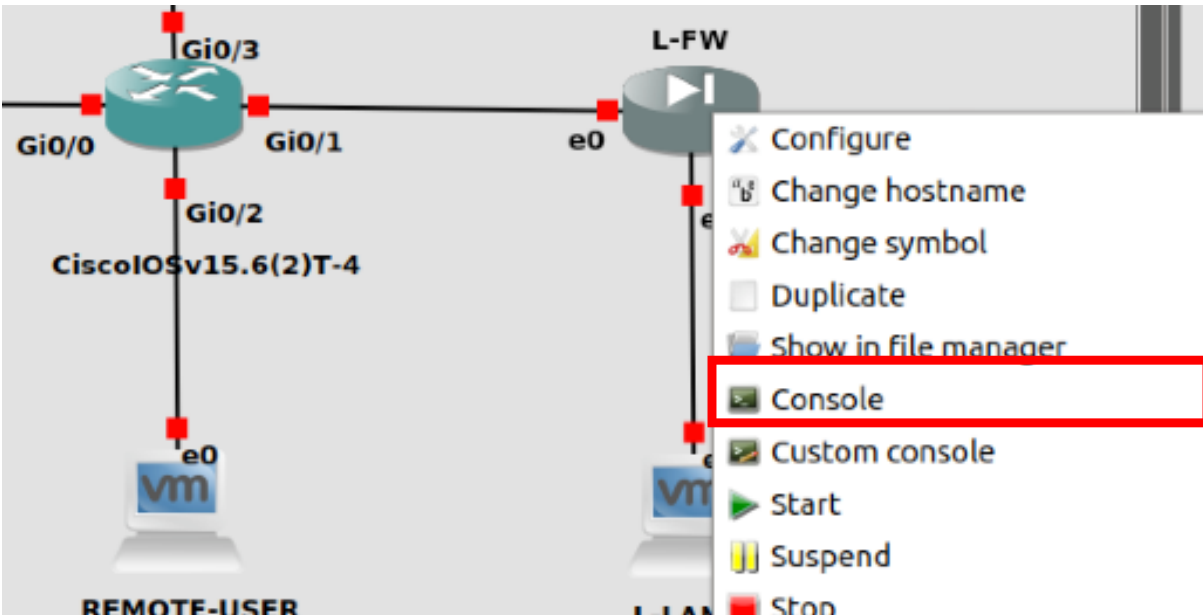 Gi0/3
L-FW
Gi0/0
Gi0/1
e0
Configure
Change hostname
Gi0/2
Change symbol
CiscoIOSv15.6(2)T-4
Duplicate
Show in file manager
Console
e0
Custom console
vm
Start
Suspend
REMOTE-USER
Stop